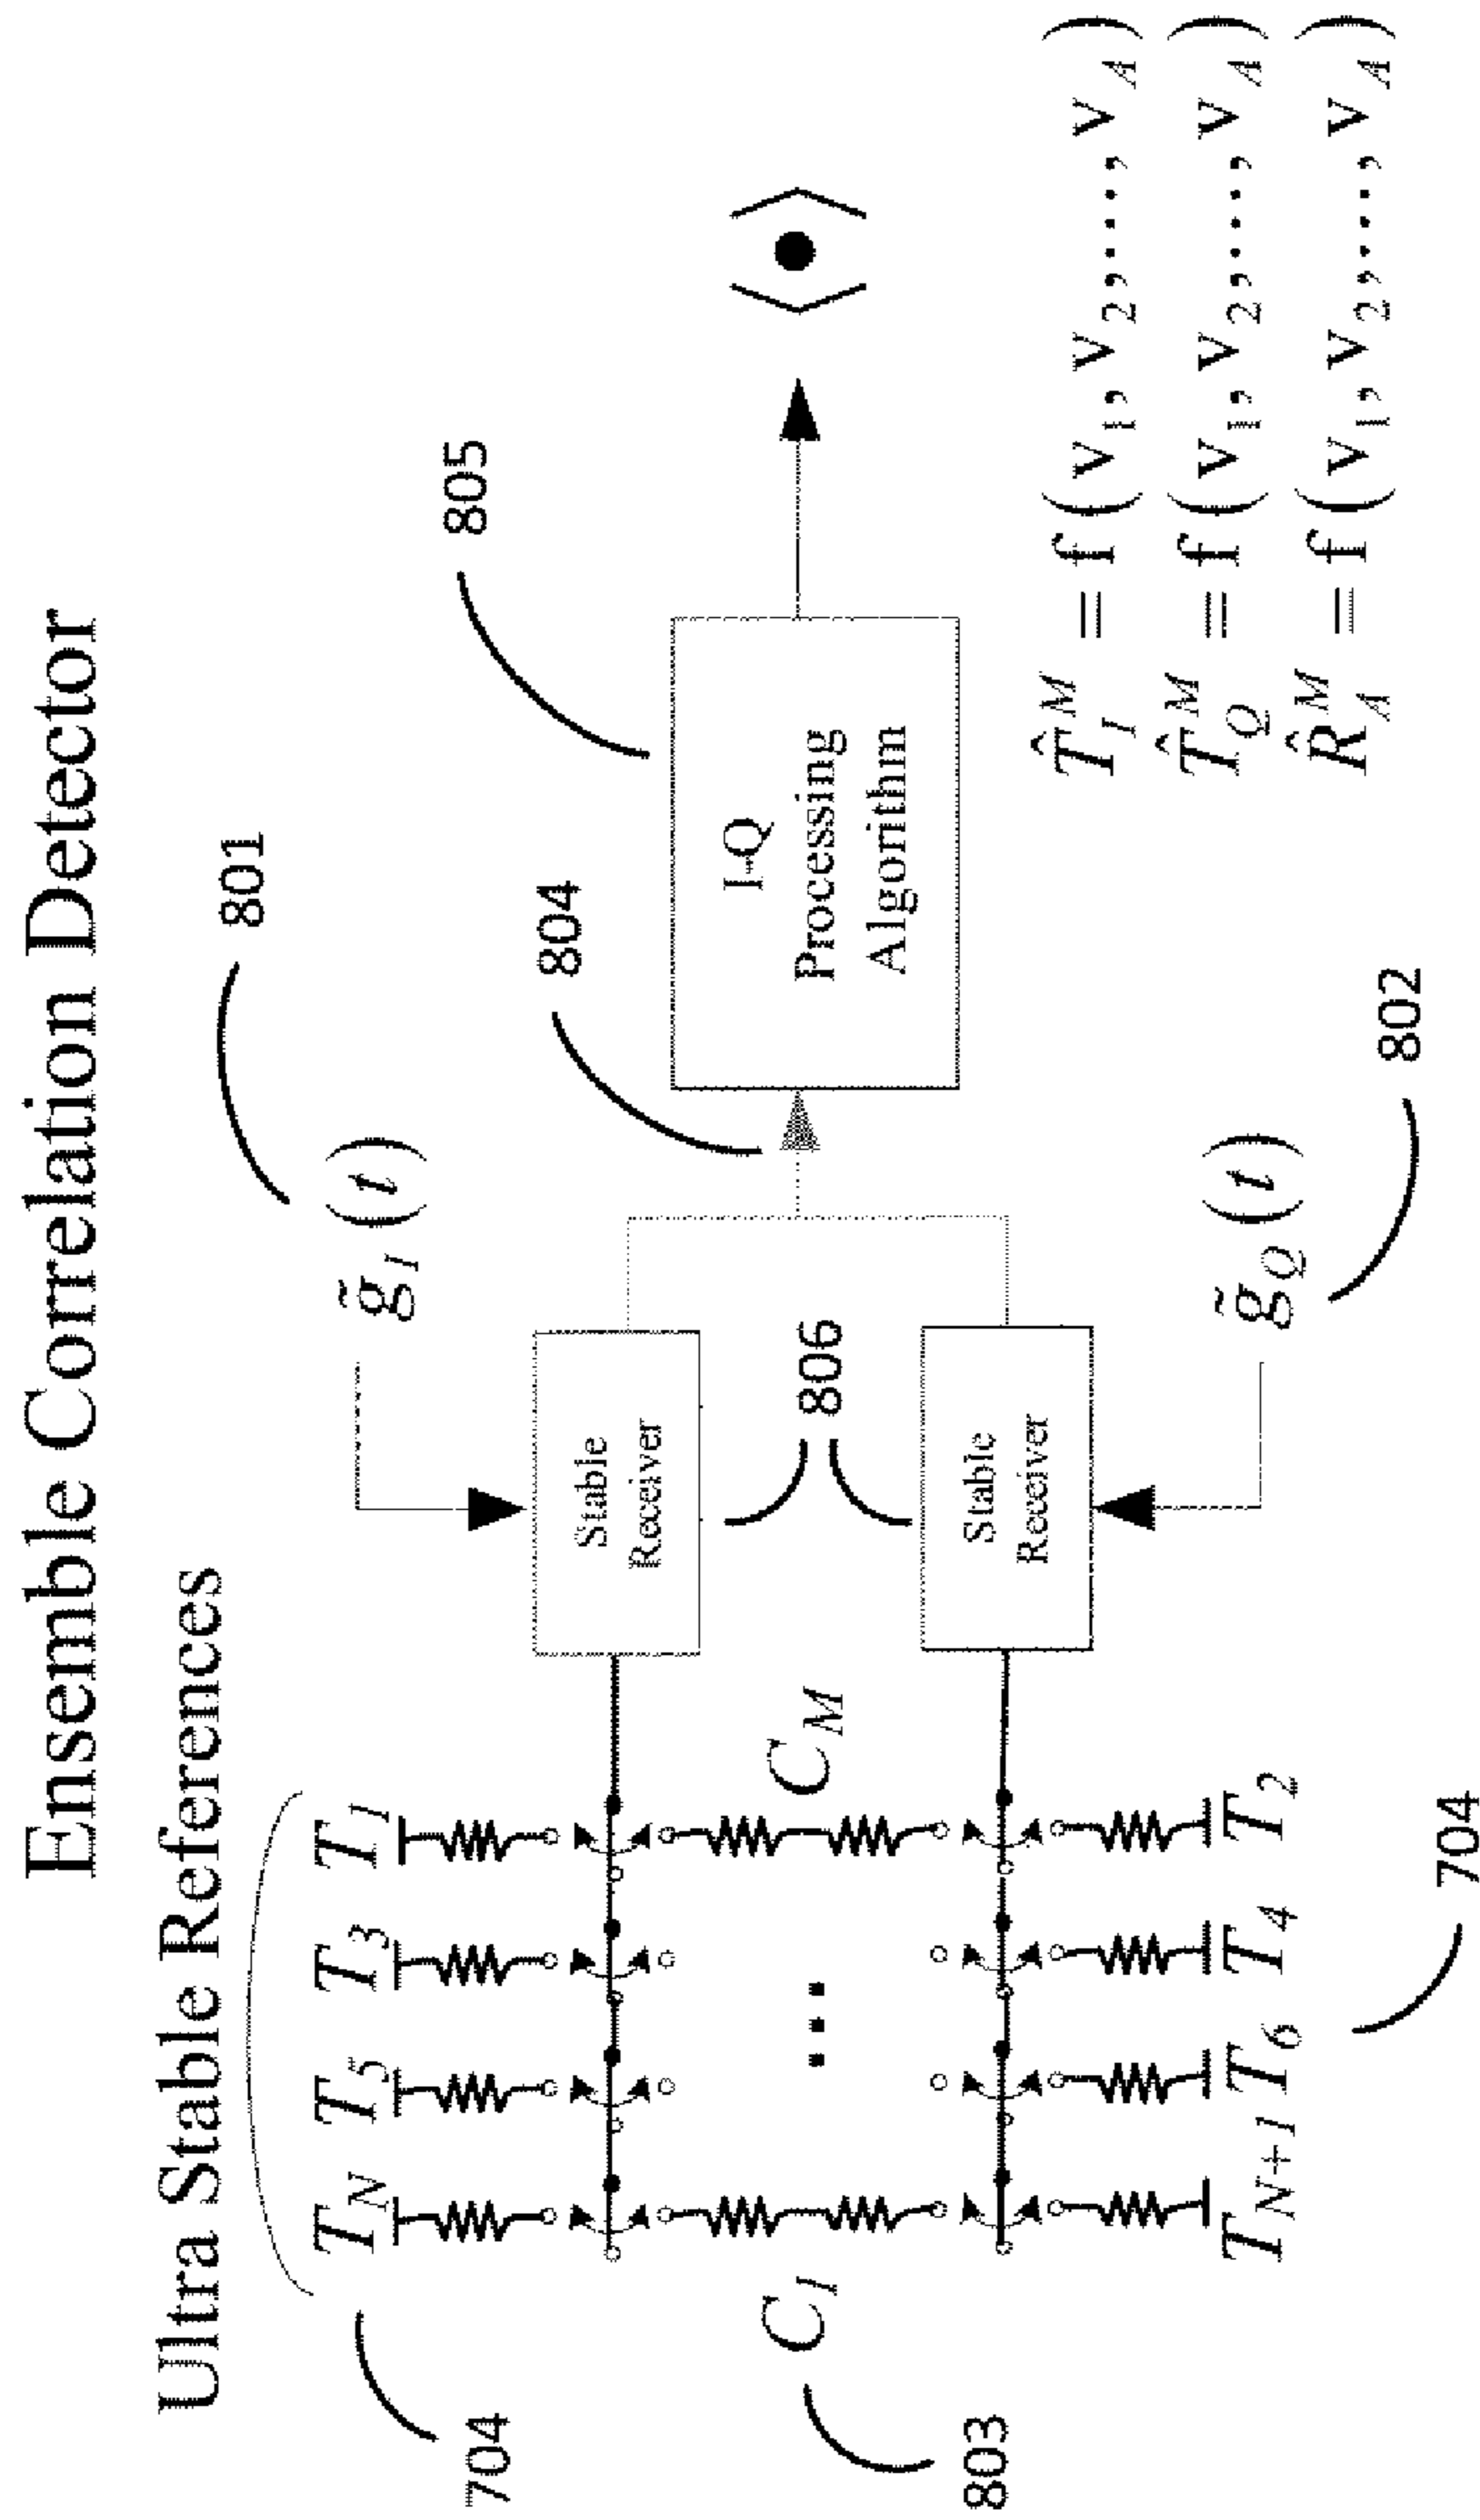 Ensemble Correlation Detector
Ultra Stable References
704
T_N T_5 T_3 T_1
801
g̃_I (t)
805
804
Stable
Receiver
C_I
...
C_M
806
I-Q
Processing
Algorithm
⟨●⟩
803
Stable
Receiver
T_{N+1} T_6 T_4 T_2
704
g̃_Q (t)
802
T̂_I^M = f (v_1, v_2, ..., v_A)
T̂_Q^M = f (v_1, v_2, ..., v_A)
R̂_A^M = f (v_1, v_2, ..., v_A)